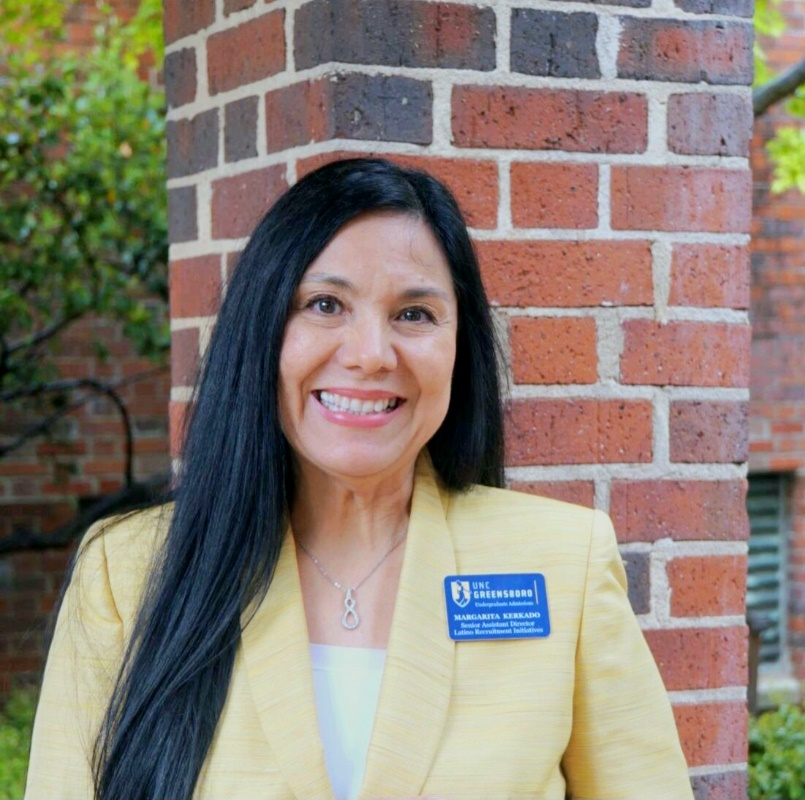 UNC
GREENSBORO
Undergraduate Admissions
MARGARITA KERKADO
Senior Assistant Director
Latino Recruitment Initiatives